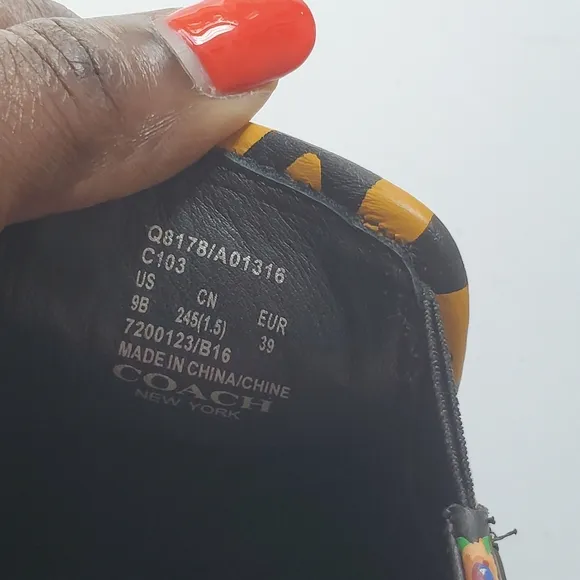 Q8178/A01316
C103
US CN EUR
9B 245(1.5) 39
7200123/B16
MADE IN CHINA/CHINE
COACH
NEW YORK